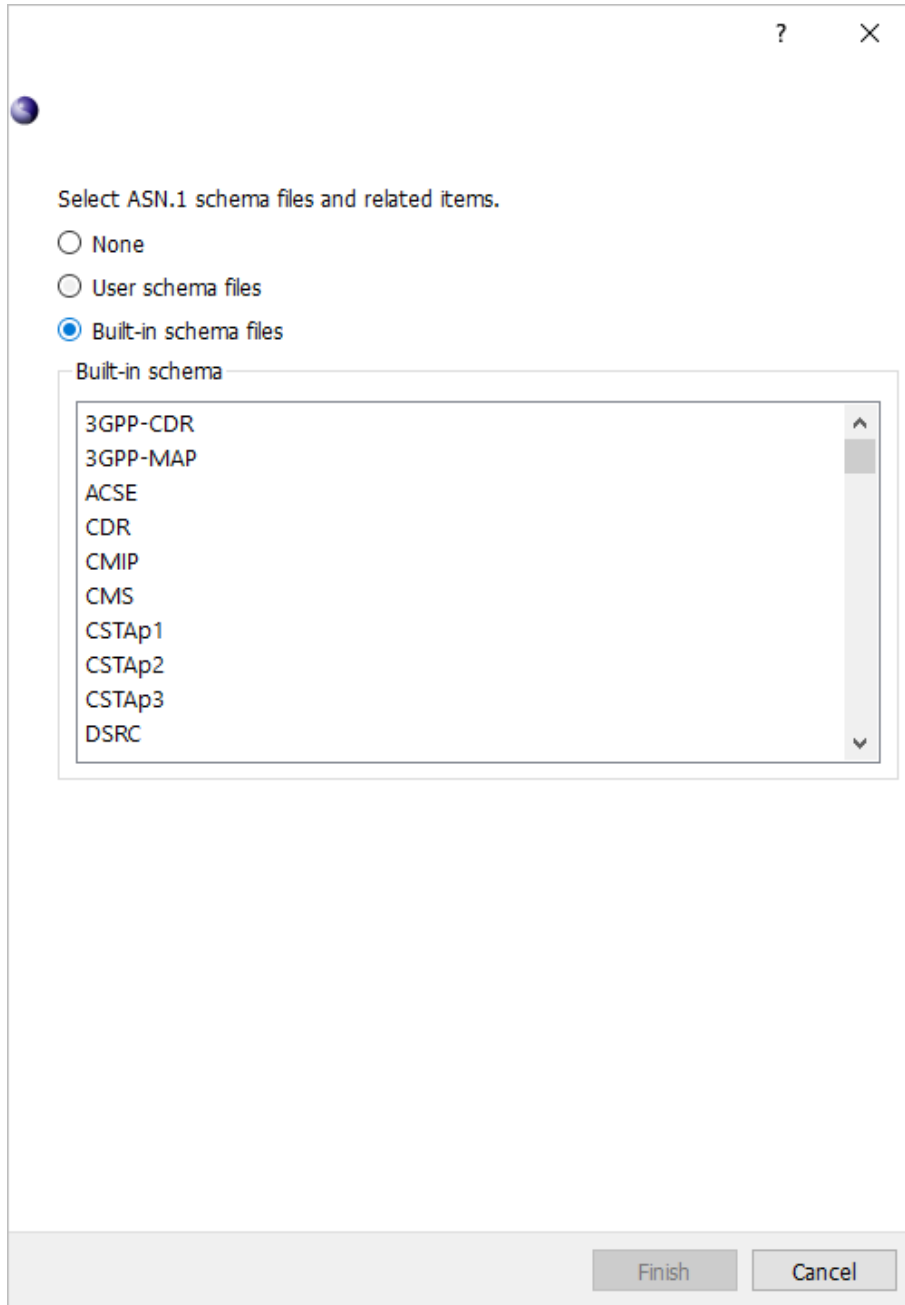 ?
Select ASN.1 schema files and related items.
None
User schema files
Built-in schema files
Built-in schema
3GPP-CDR
3GPP-MAP
ACSE
CDR
CMIP
CMS
CSTAp1
CSTAp2
CSTAp3
DSRC
Finish Cancel